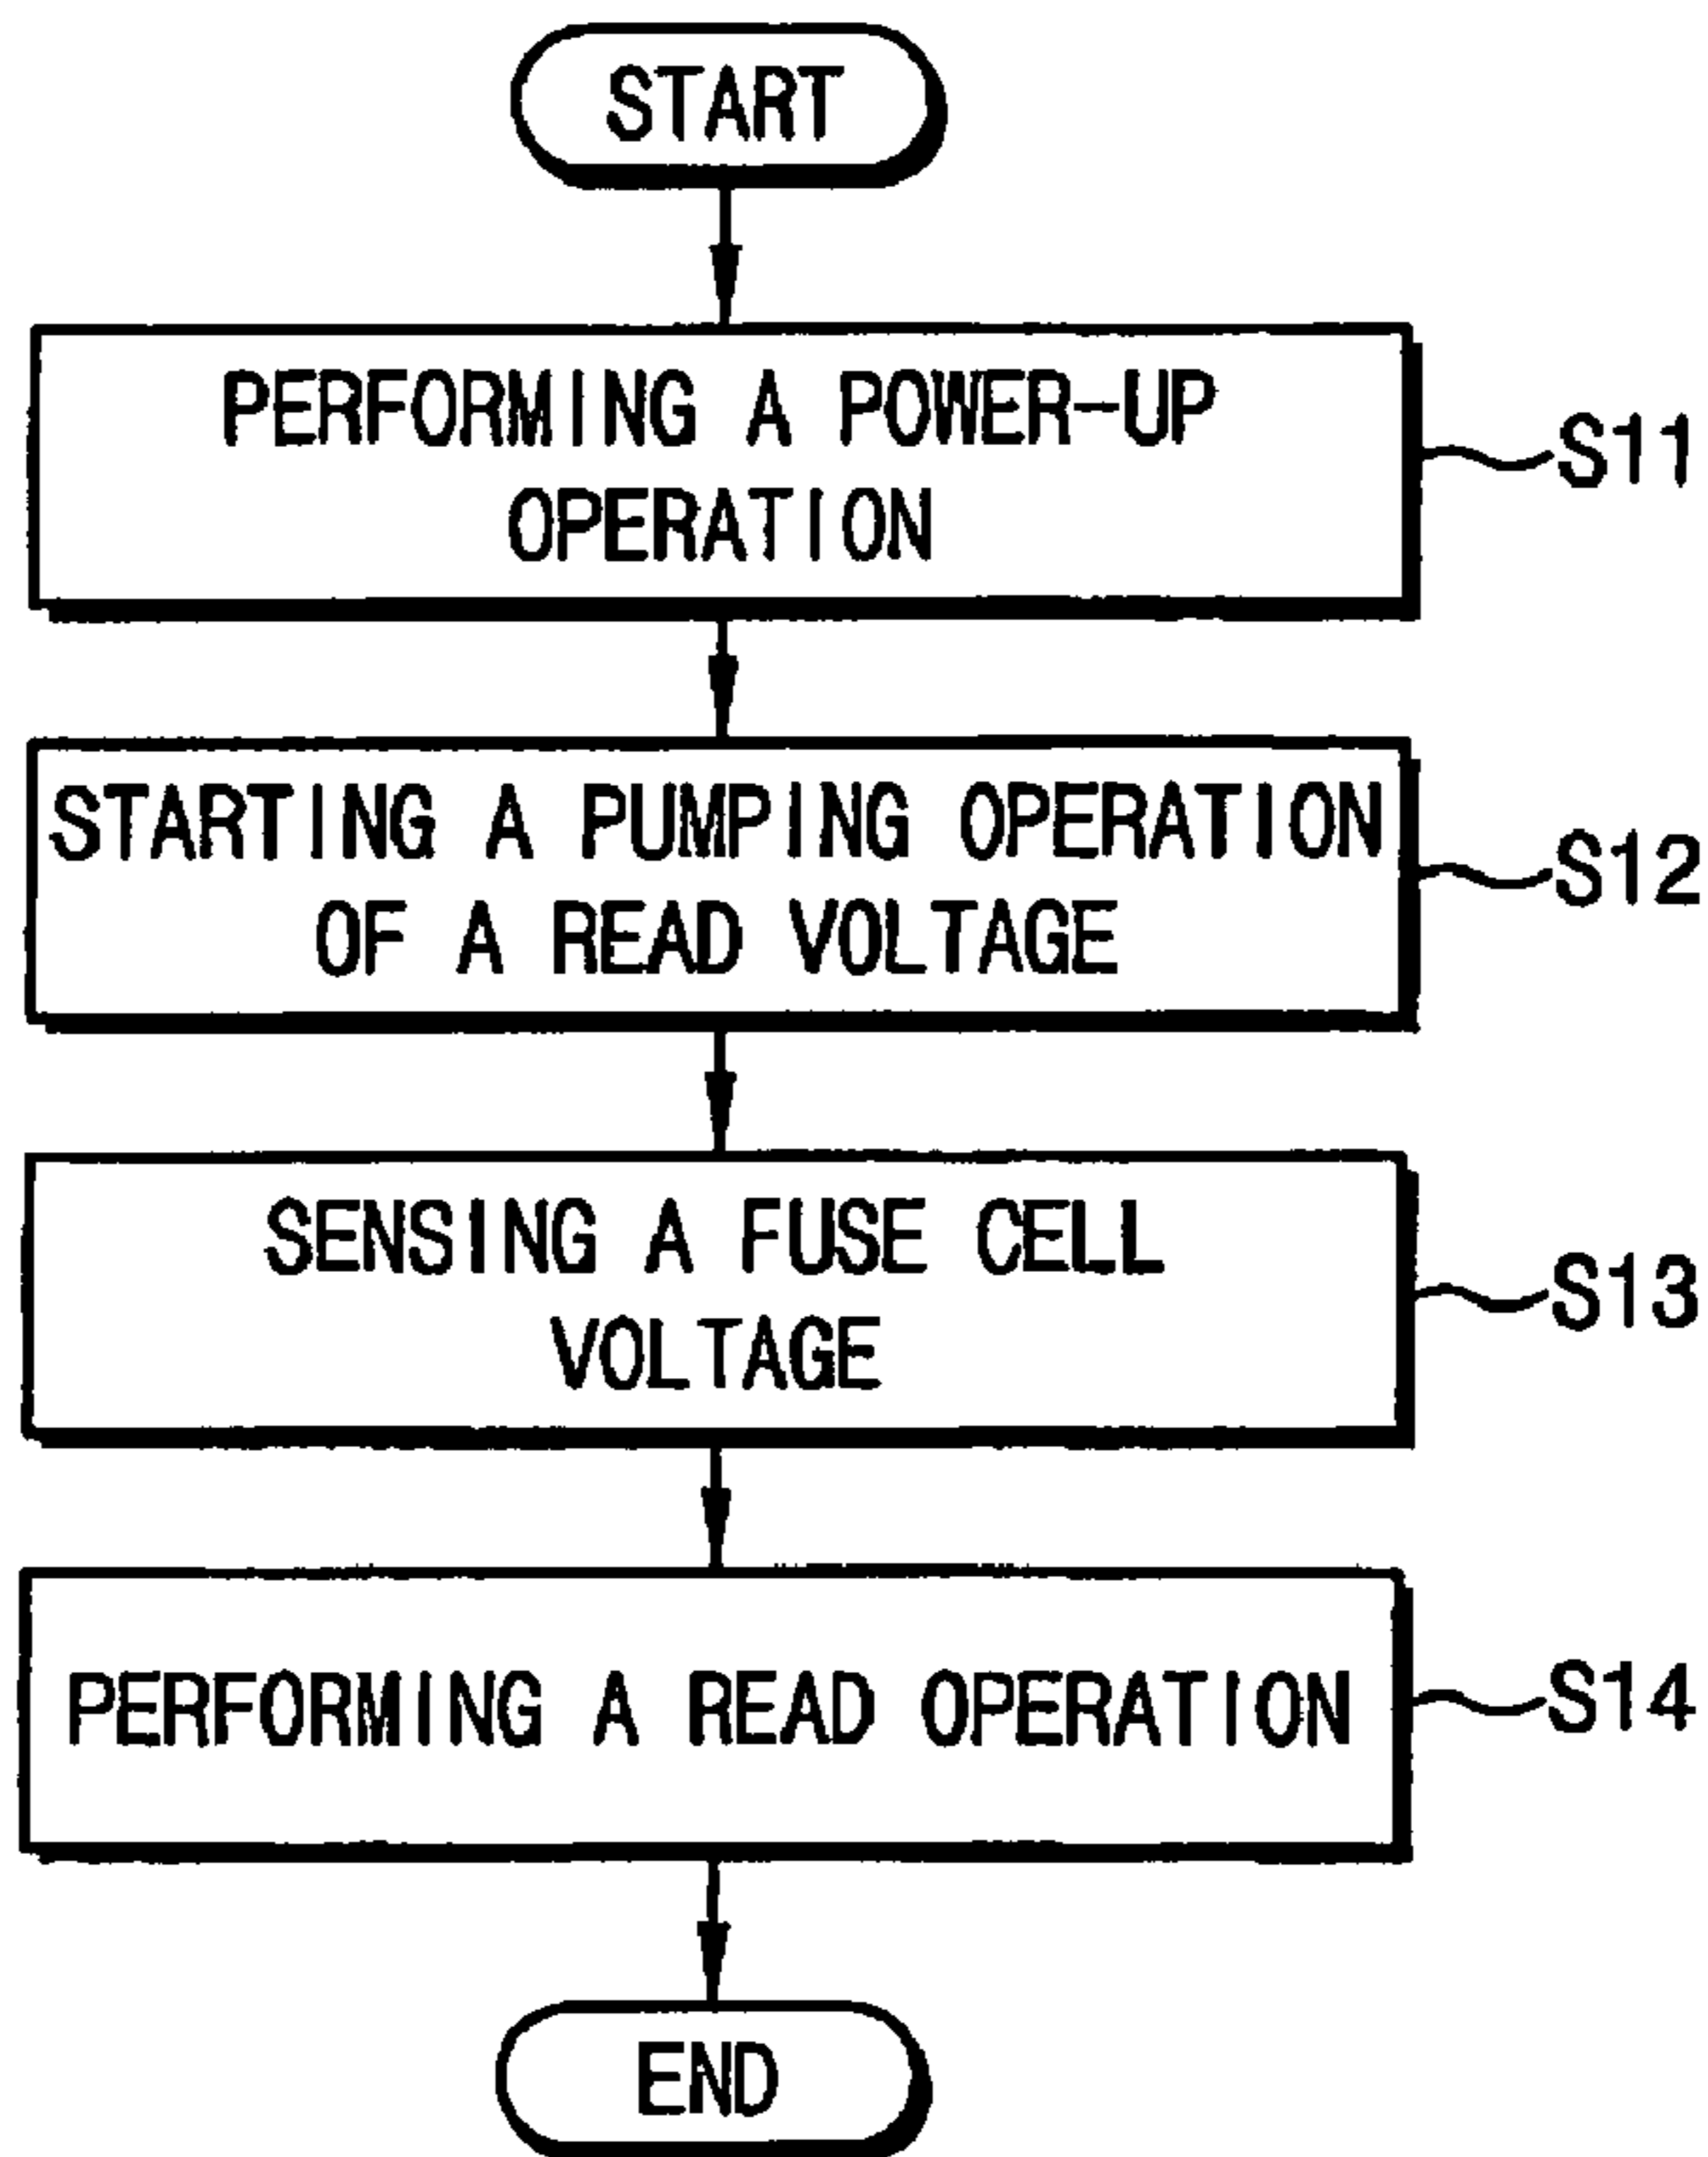 START
PERFORMING A POWER-UP
OPERATION
S11
STARTING A PUMPING OPERATION
OF A READ VOLTAGE
S12
SENSING A FUSE CELL
VOLTAGE
S13
PERFORMING A READ OPERATION
S14
END